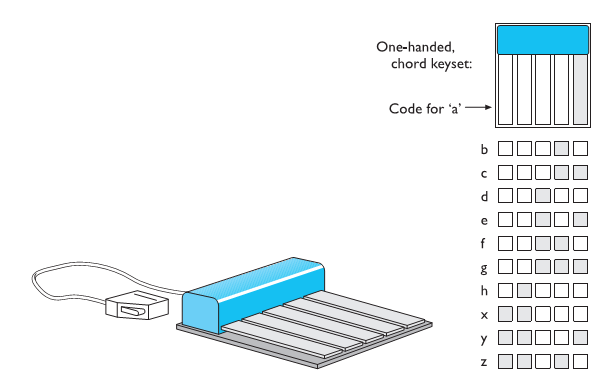 One-handed,
chord keyset:
Code for ‘a’
b
c
d
e
f
g
h
x
y
z